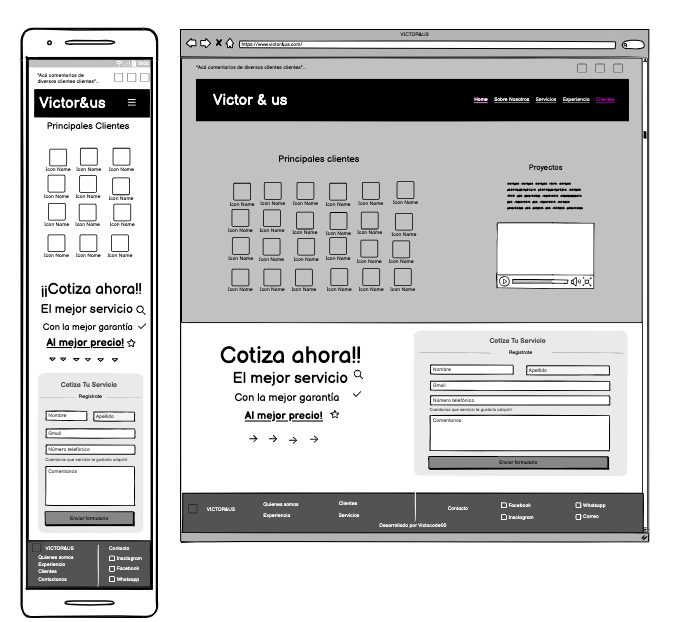 "Acá comentarios de
diversos clientes clientes"...
Victor&us
Principales Clientes
Icon Name Icon Name Icon Name
Icon Name Icon Name Icon Name
Icon Name Icon Name Icon Name
Icon Name Icon Name Icon Name
¡¡Cotiza ahora!!
El mejor servicio
Con la mejor garantía
Al mejor precio!
Cotiza Tu Servicio
Registrate
Nombre Apellido
Gmail
Número telefónico
Cuentanos que servicio te gustaría adquirir
Comentanos
Enviar formulario
VICTOR&US Contacto
Quienes somos Inactagram
Experiencia Facebook
Clientes Whatsapp
Contactanos
VICTOR&US
https://www.victor&us.com/
"Acá comentarios de diversos clientes clientes"...
Victor & us
Home Sobre Nosotros Servicios Experiencia Clientes
Principales clientes
Proyectos
Icon Name Icon Name Icon Name Icon Name Icon Name Icon Name
Icon Name Icon Name Icon Name Icon Name Icon Name Icon Name
Icon Name Icon Name Icon Name Icon Name Icon Name Icon Name
Icon Name Icon Name Icon Name Icon Name Icon Name Icon Name
Cotiza ahora!!
El mejor servicio
Con la mejor garantía
Al mejor precio!
Cotiza Tu Servicio
Registrate
Nombre Apellido
Gmail
Número telefónico
Cuentanos que servicio te gustaría adquirir
Comentanos
Enviar formulario
VICTOR&US Quienes somos Clientes Contacto Facebook Whatsapp
Experiencia Servicios Inactagram Correo
Desarrollado por Victacode00